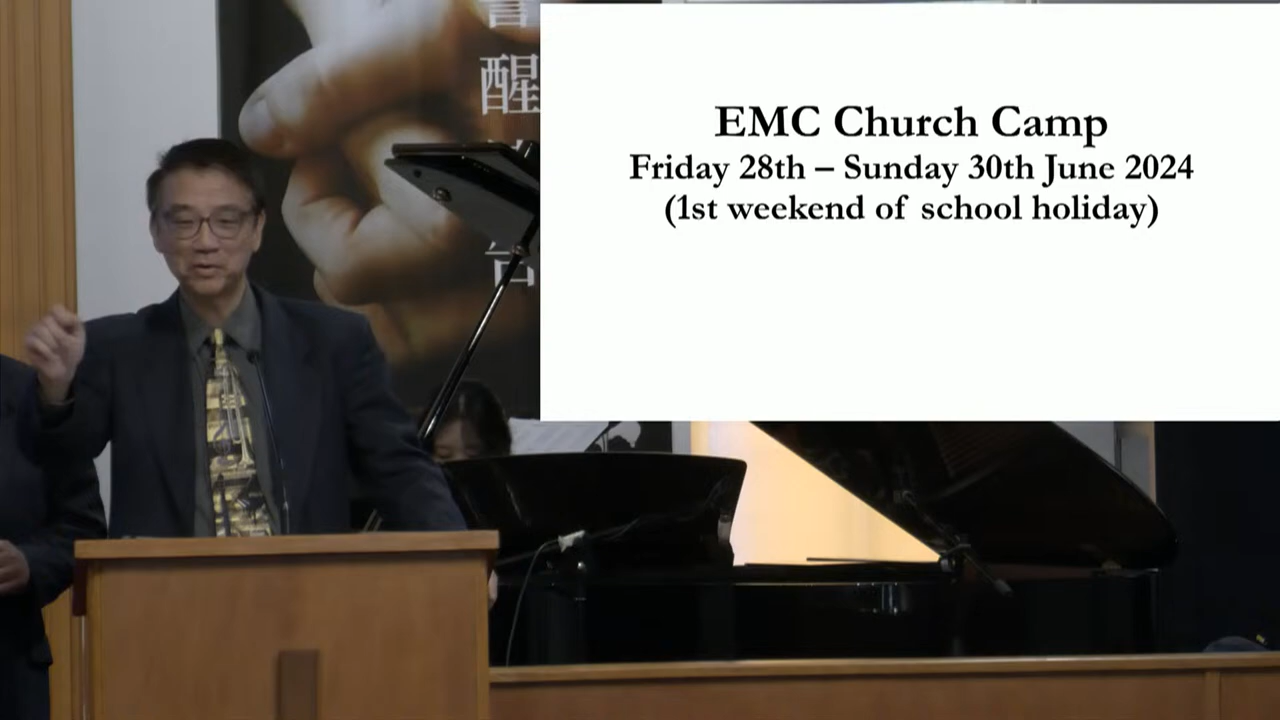 醒
EMC Church Camp
Friday 28th – Sunday 30th June 2024
(1st weekend of school holiday)